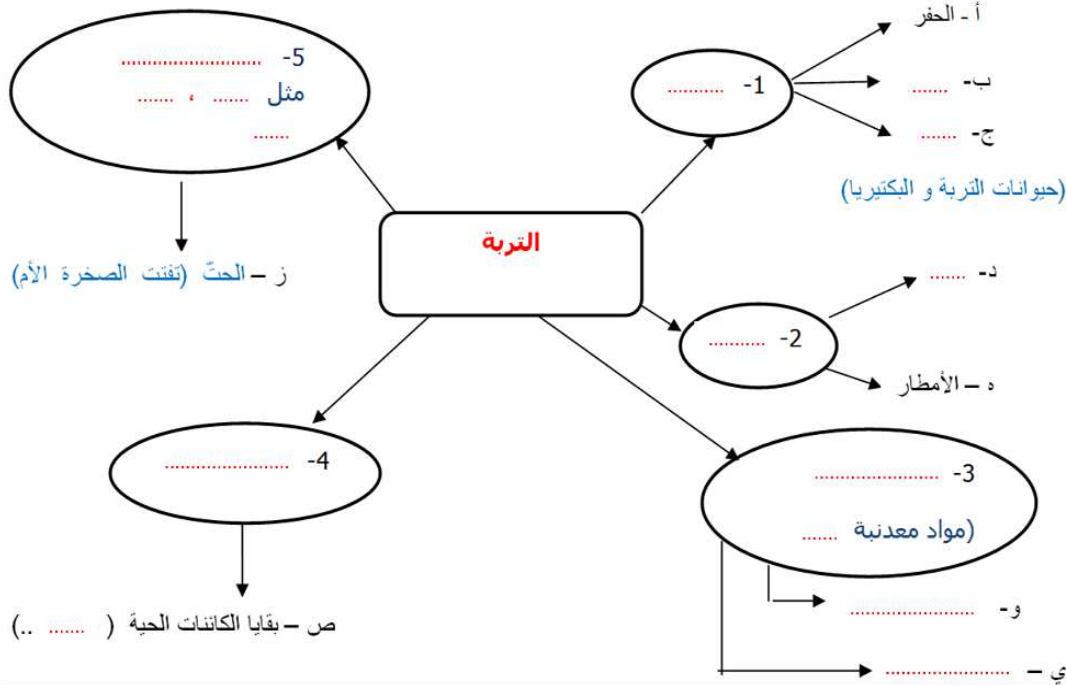 التربة
1- ...........
أ - الحفر
ب- .......
ج- .......
(حيوانات التربة و البكتيريا)
2- ...........
د- .......
ه – الأمطار
3- ........................
(مواد معدنبة .......
و- ........................
ي – ........................
4- ........................
ص – بقايا الكائنات الحية ( ....... ..)
5- ...........................
مثل ....... ، .......
.......
ز – الحتّ (تفتت الصخرة الأم)